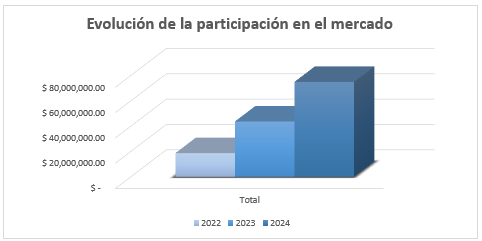 Evolución de la participación en el mercado
$ 80,000,000.00
$ 60,000,000.00
$ 40,000,000.00
$ 20,000,000.00
$ -
Total
2022 2023 2024